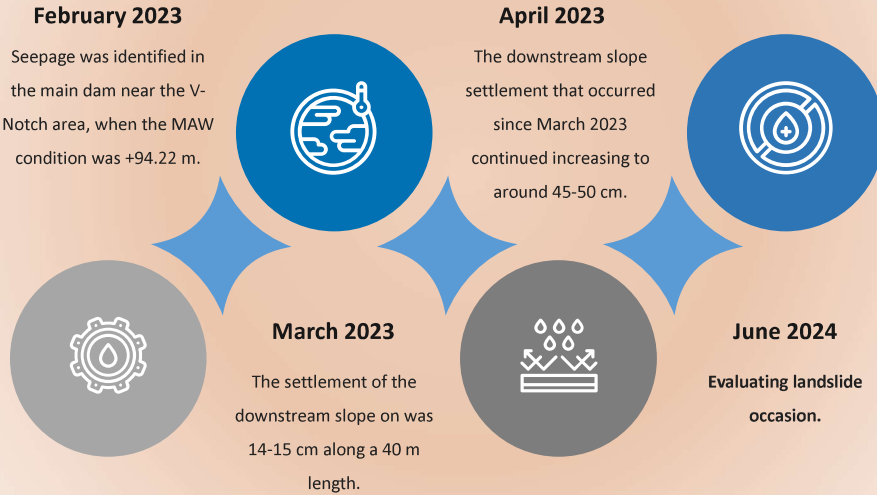 February 2023
Seepage was identified in
the main dam near the V-
Notch area, when the MAW
condition was +94.22 m.
March 2023
The settlement of the
downstream slope on was
14-15 cm along a 40 m
length.
April 2023
The downstream slope
settlement that occurred
since March 2023
continued increasing to
around 45-50 cm.
June 2024
Evaluating landslide
occasion.